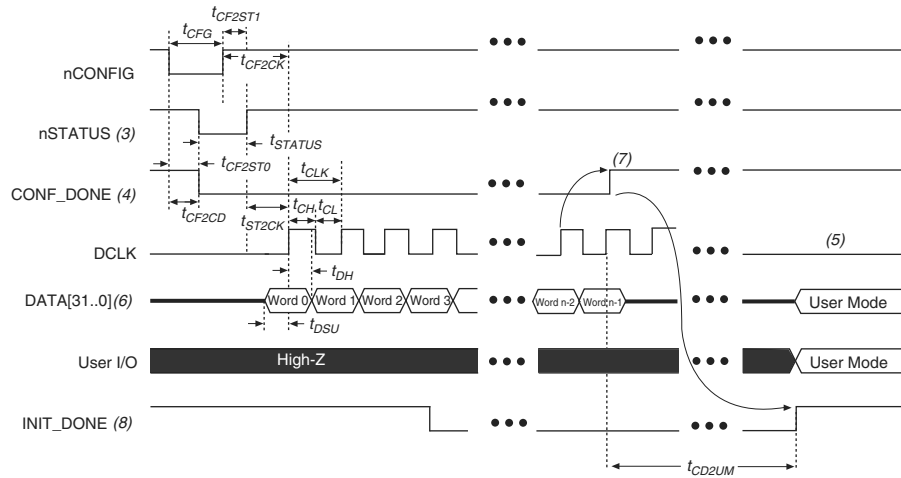 tCF2ST1
tCFG
tCF2CK
nCONFIG
nSTATUS (3)
tSTATUS
tCF2ST0
tCLK
(7)
CONF_DONE (4)
tCF2CD
tST2CK
tCH
tCL
DCLK
(5)
tDH
DATA[31..0](6)
Word 0
Word 1
Word 2
Word 3
Word n-2
Word n-1
User Mode
tDSU
User I/O
High-Z
User Mode
INIT_DONE (8)
tCD2UM